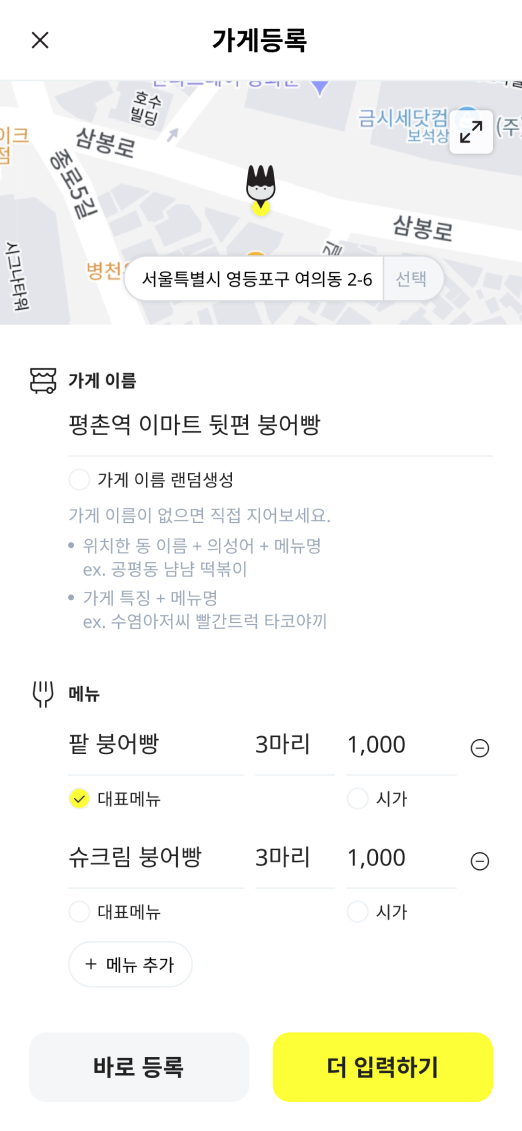 가게등록
호수
빌딩
금시세닷컴
보석상
(주)
이크
점
삼봉로
종로5길
삼봉로
시그나타워
병천
길
서울특별시 영등포구 여의동 2-6
선택
가게 이름
평촌역 이마트 뒷편 붕어빵
가게 이름 랜덤생성
가게 이름이 없으면 직접 지어보세요.
• 위치한 동 이름 + 의성어 + 메뉴명
ex. 공평동 냠냠 떡볶이
• 가게 특징 + 메뉴명
ex. 수염아저씨 빨간트럭 타코야끼
메뉴
팥 붕어빵 3마리 1,000
대표메뉴 시가
슈크림 붕어빵 3마리 1,000
대표메뉴 시가
+ 메뉴 추가
바로 등록
더 입력하기